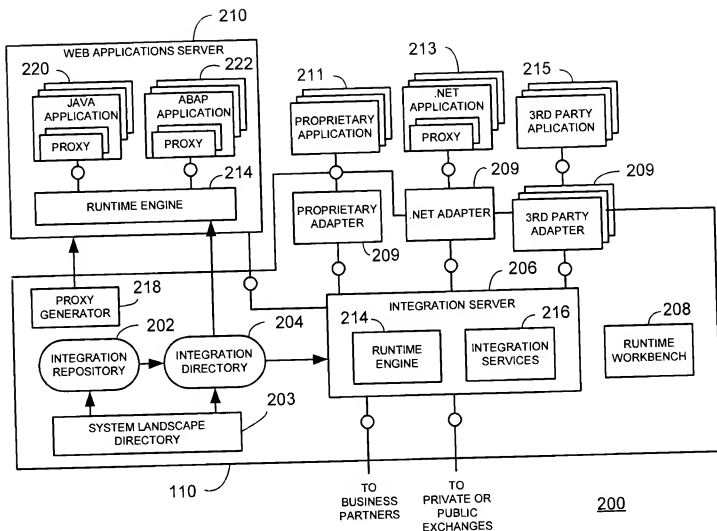 210
WEB APPLICATIONS SERVER
220
222
JAVA APPLICATION
PROXY
ABAP APPLICATION
PROXY
214
RUNTIME ENGINE
211
PROPRIETARY
APPLICATION
213
.NET APPLICATION
PROXY
215
3RD PARTY
APLICATION
PROPRIETARY
ADAPTER
209
209
.NET ADAPTER
209
3RD PARTY
ADAPTER
PROXY
GENERATOR
218
202
INTEGRATION
REPOSITORY
204
INTEGRATION
DIRECTORY
203
SYSTEM LANDSCAPE
DIRECTORY
206
INTEGRATION SERVER
214
RUNTIME
ENGINE
216
INTEGRATION
SERVICES
208
RUNTIME
WORKBENCH
110
TO
BUSINESS
PARTNERS
TO
PRIVATE OR
PUBLIC
EXCHANGES
200